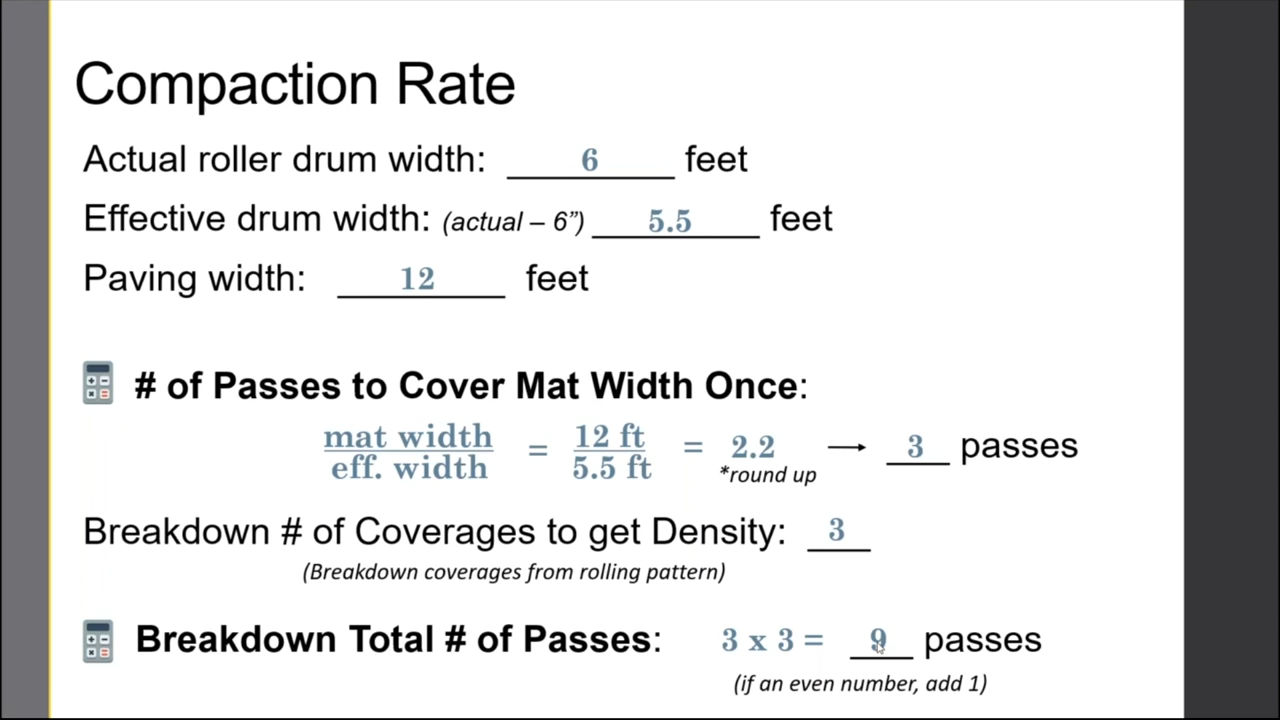 Compaction Rate
Actual roller drum width: 6 feet
Effective drum width: (actual – 6”) 5.5 feet
Paving width: 12 feet
# of Passes to Cover Mat Width Once:
mat width / eff. width = 12 ft / 5.5 ft = 2.2 → 3 passes
*round up
Breakdown # of Coverages to get Density: 3
(Breakdown coverages from rolling pattern)
Breakdown Total # of Passes: 3 x 3 = 9 passes
(if an even number, add 1)